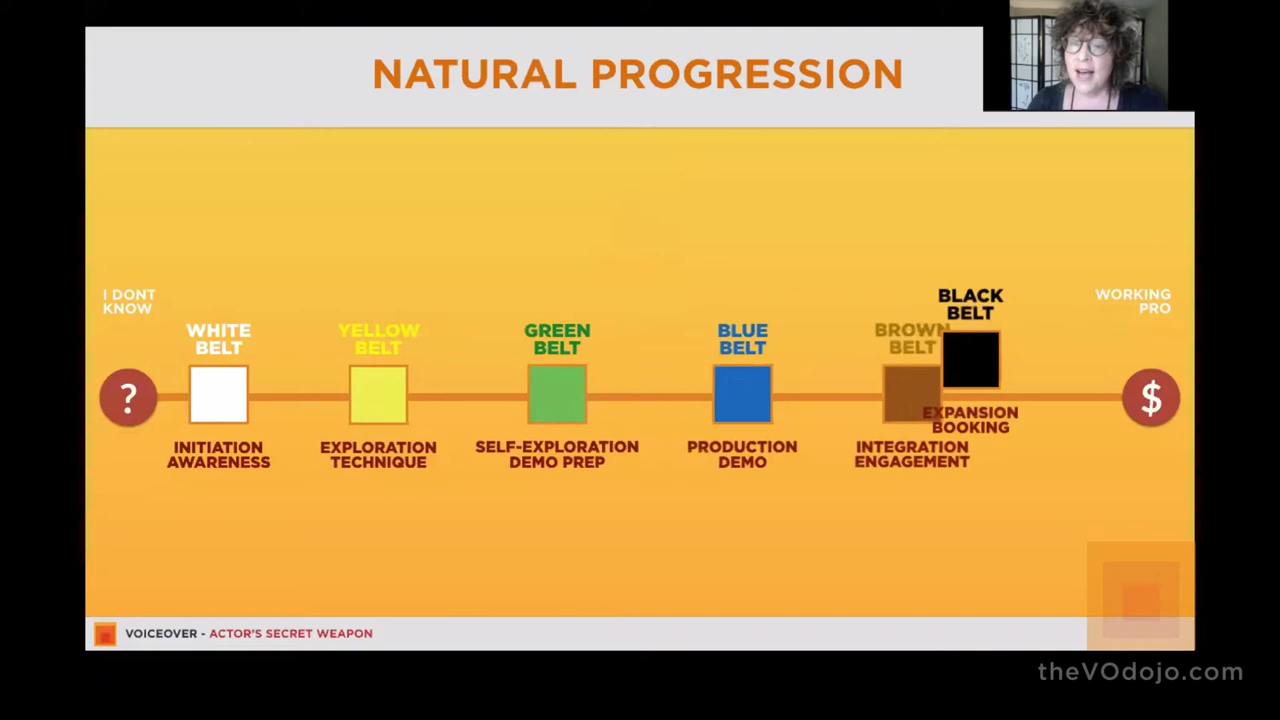 NATURAL PROGRESSION
I DONT
KNOW
WHITE
BELT
YELLOW
BELT
GREEN
BELT
BLUE
BELT
BROWN
BELT
BLACK
BELT
WORKING
PRO
?
$
INITIATION
AWARENESS
EXPLORATION
TECHNIQUE
SELF-EXPLORATION
DEMO PREP
PRODUCTION
DEMO
INTEGRATION
ENGAGEMENT
EXPANSION
BOOKING
VOICEOVER - ACTOR'S SECRET WEAPON
theVOdojo.com